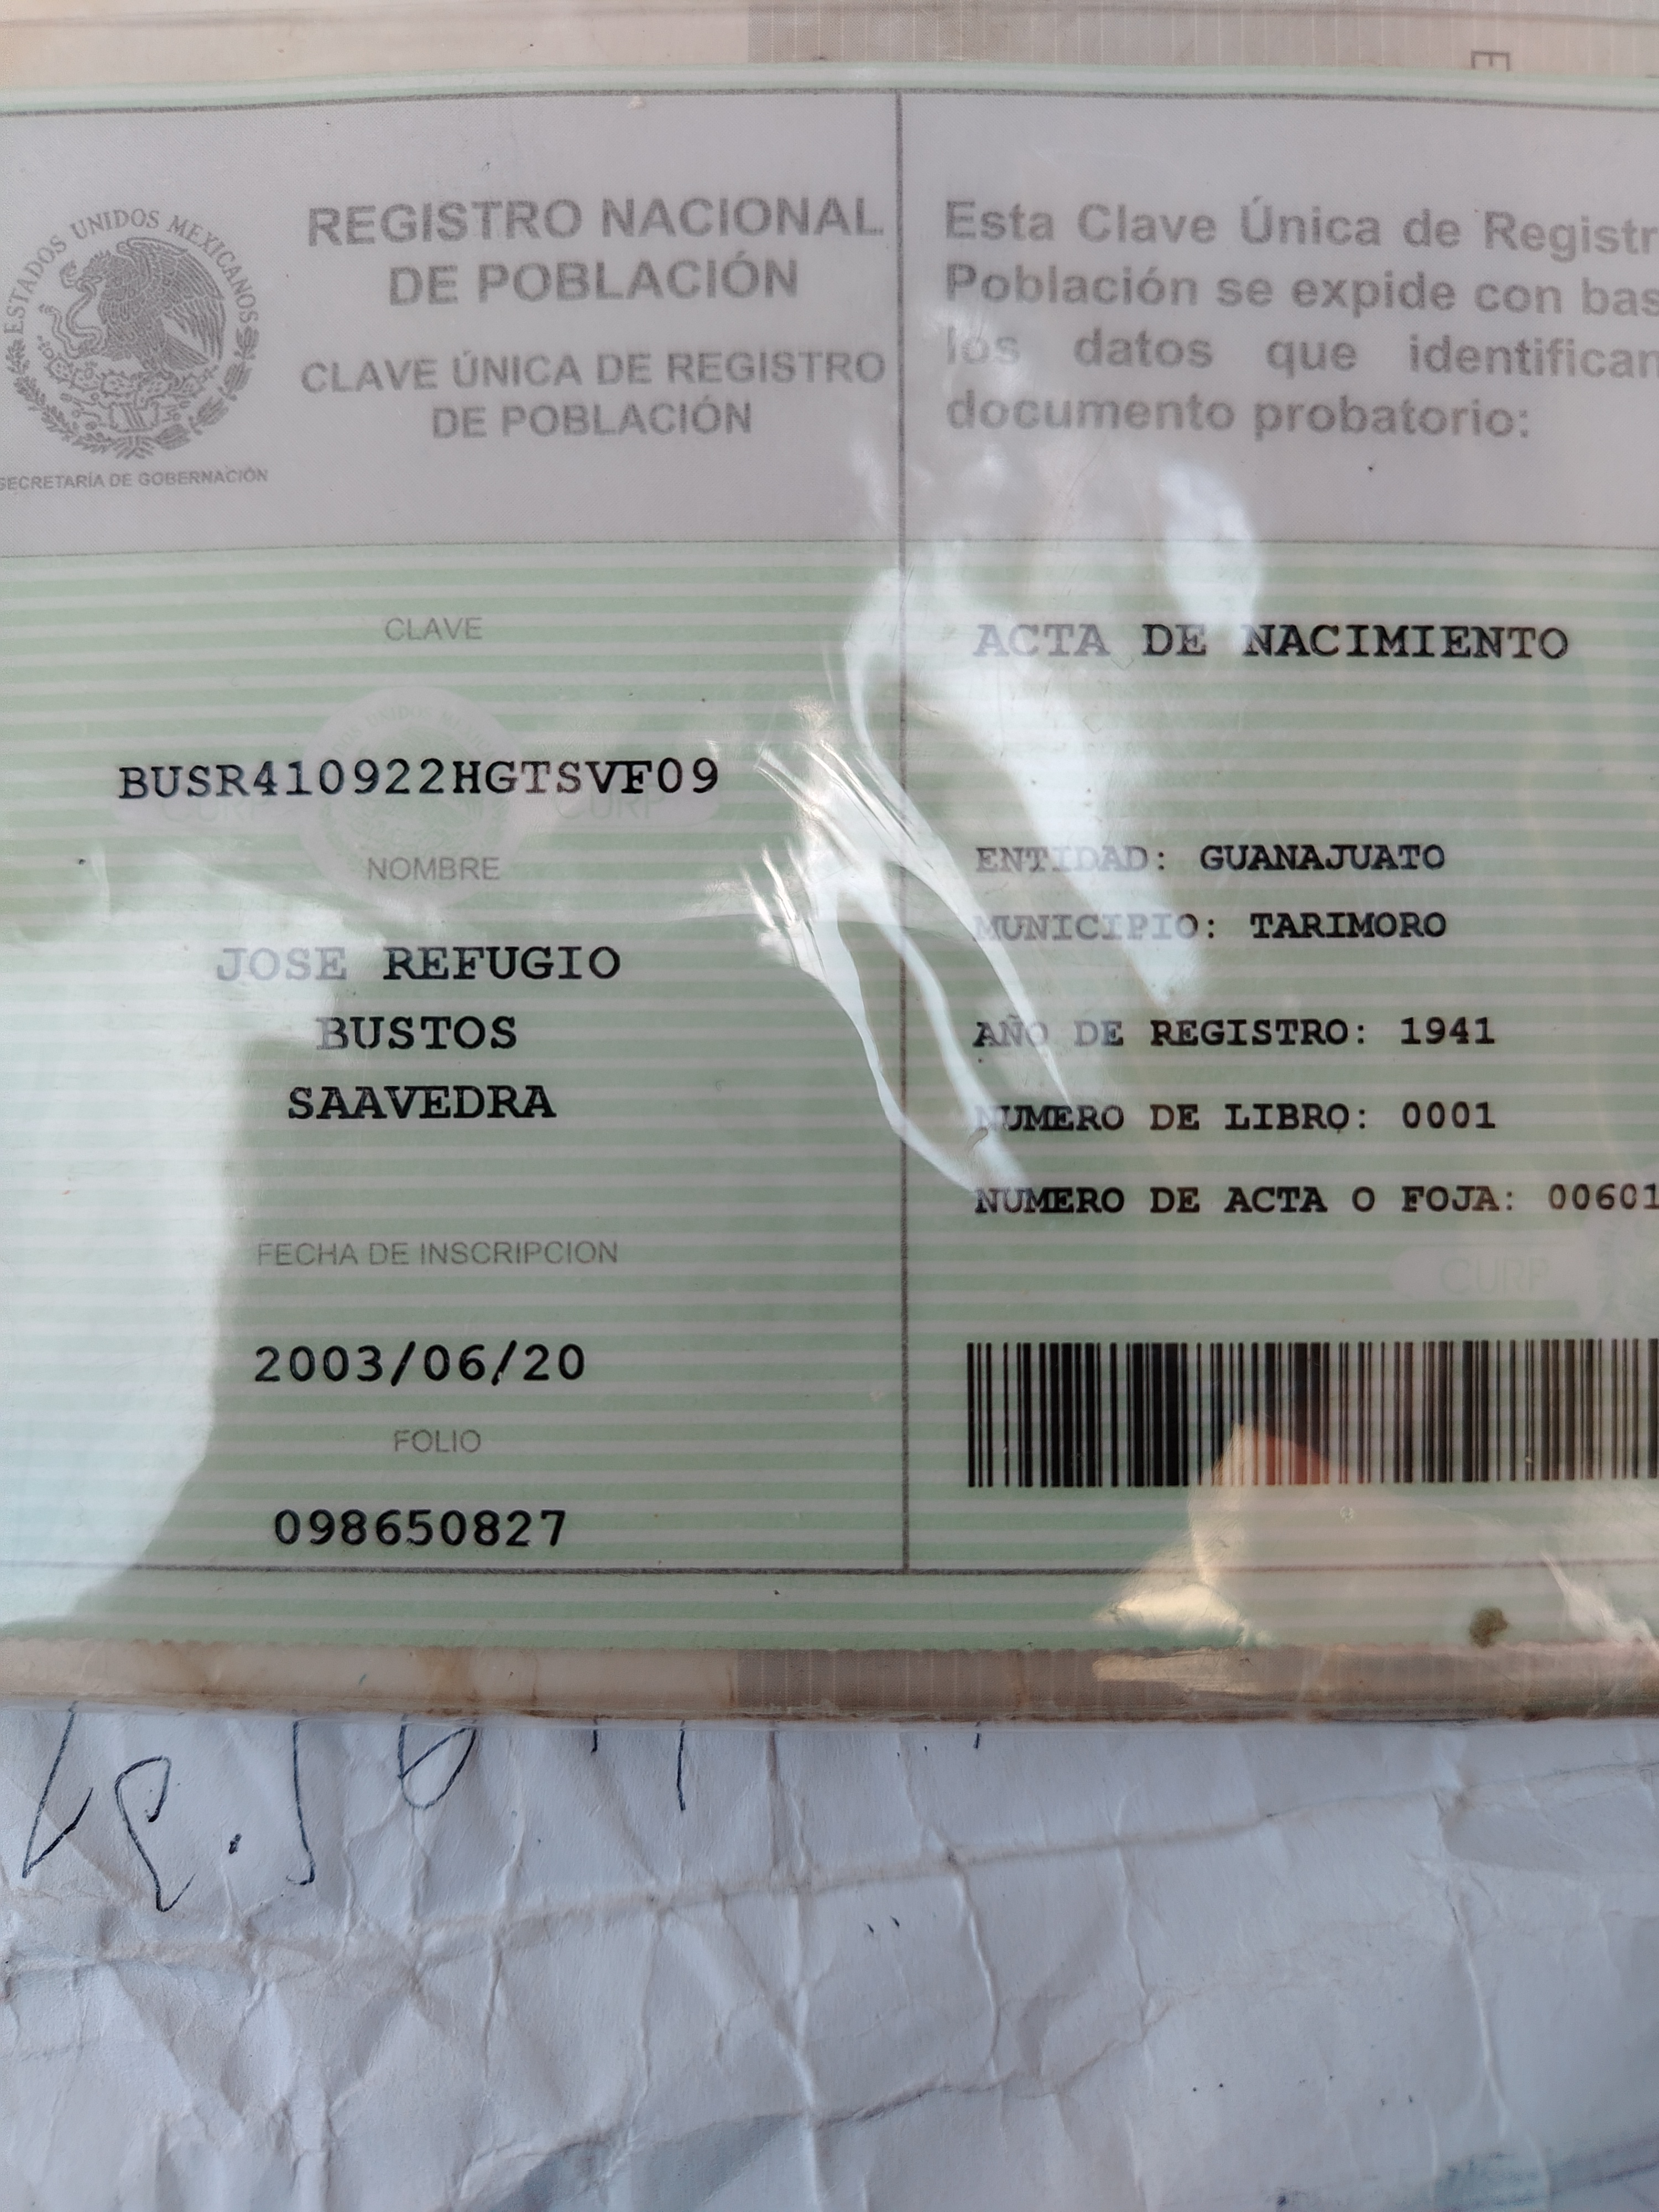 ESTADOS UNIDOS MEXICANOS
SECRETARÍA DE GOBERNACIÓN
REGISTRO NACIONAL
DE POBLACIÓN
CLAVE ÚNICA DE REGISTRO
DE POBLACIÓN
CLAVE
BUSR410922HGTSVF09
NOMBRE
JOSE REFUGIO
BUSTOS
SAAVEDRA
FECHA DE INSCRIPCION
2003/06/20
FOLIO
098650827
Esta Clave Única de Registr
Población se expide con bas
los datos que identifican
documento probatorio:
ACTA DE NACIMIENTO
ENTIDAD: GUANAJUATO
MUNICIPIO: TARIMORO
AÑO DE REGISTRO: 1941
NUMERO DE LIBRO: 0001
NUMERO DE ACTA O FOJA: 00601
CURP